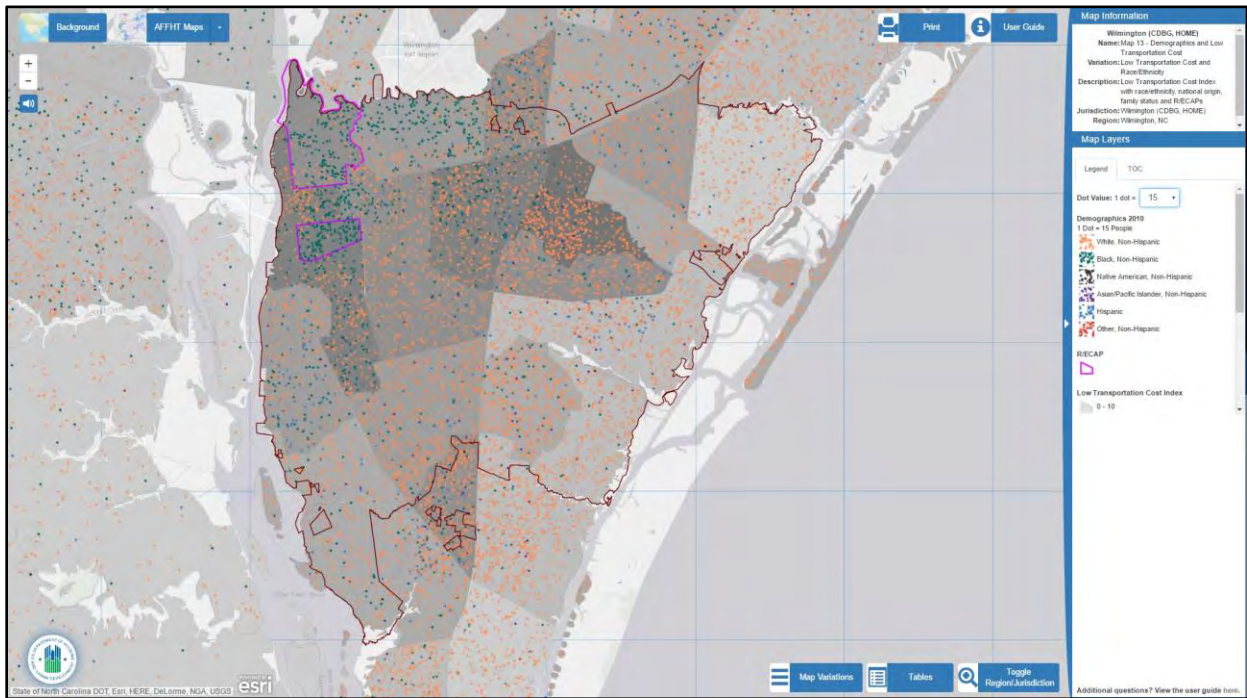 Background
AFFHT Maps
Print
User Guide
+
−
Wilmington
Map Information
Wilmington (CDBG, HOME)
Name: Map 13 - Demographics and Low
Transportation Cost
Variation: Low Transportation Cost and
Race/Ethnicity
Description: Low Transportation Cost Index
with race/ethnicity, national origin,
family status and R/ECAPs
Jurisdiction: Wilmington (CDBG, HOME)
Region: Wilmington, NC
Map Layers
Legend TOC
Dot Value: 1 dot = 15
Demographics 2010
1 Dot = 15 People
White, Non-Hispanic
Black, Non-Hispanic
Native American, Non-Hispanic
Asian/Pacific Islander, Non-Hispanic
Hispanic
Other, Non-Hispanic
R/ECAP
Low Transportation Cost Index
0 - 10
Additional questions? View the user guide here.
Map Variations
Tables
Toggle
Region/Jurisdiction
State of North Carolina DOT, Esri, HERE, DeLorme, NGA, USGS
esri